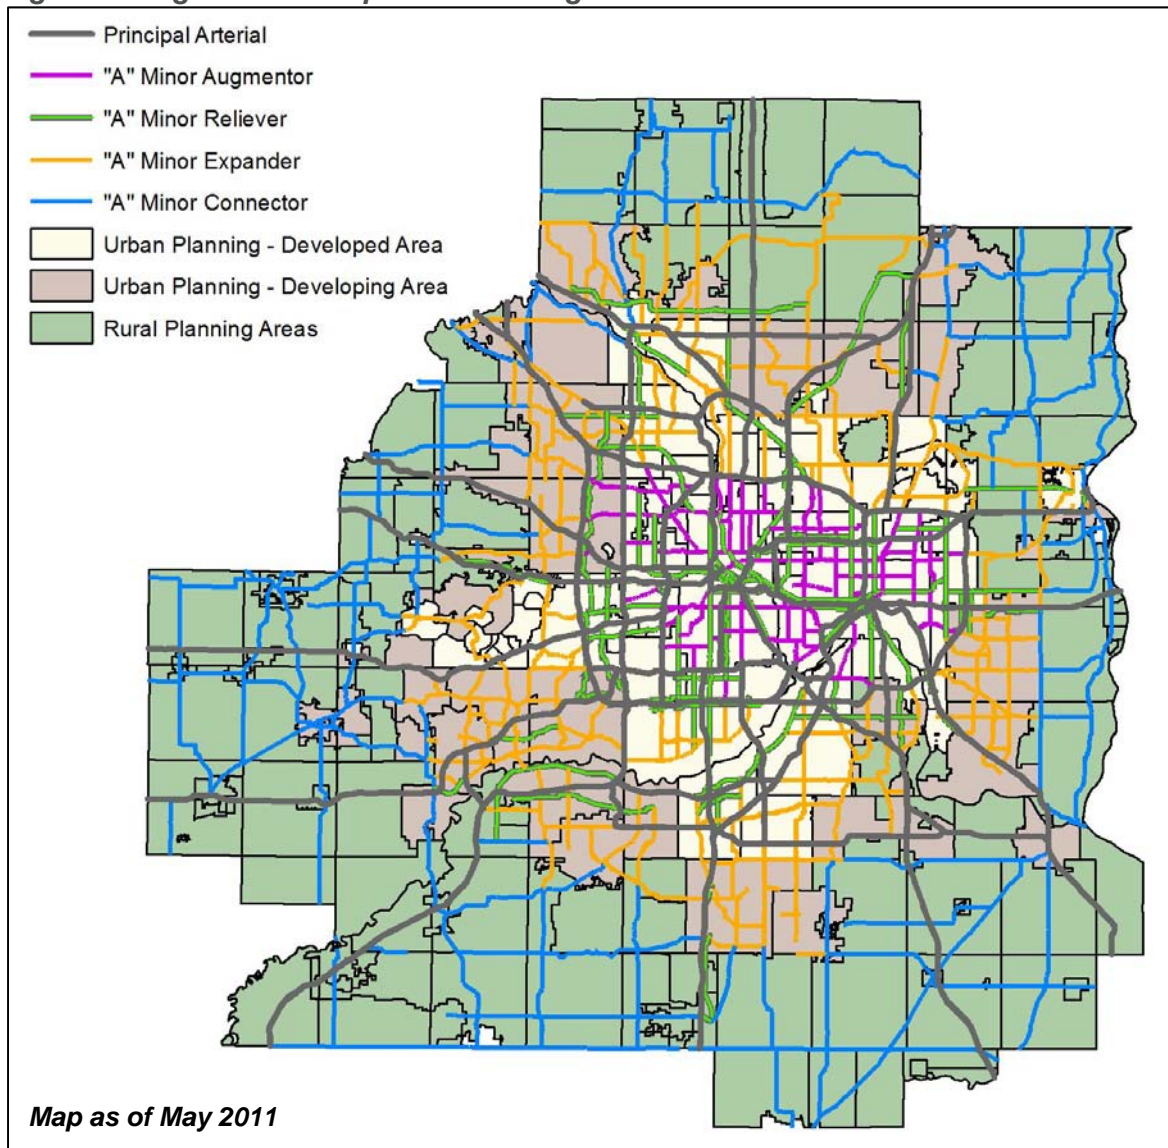 Principal Arterial
"A" Minor Augmentor
"A" Minor Reliever
"A" Minor Expander
"A" Minor Connector
Urban Planning - Developed Area
Urban Planning - Developing Area
Rural Planning Areas
Map as of May 2011